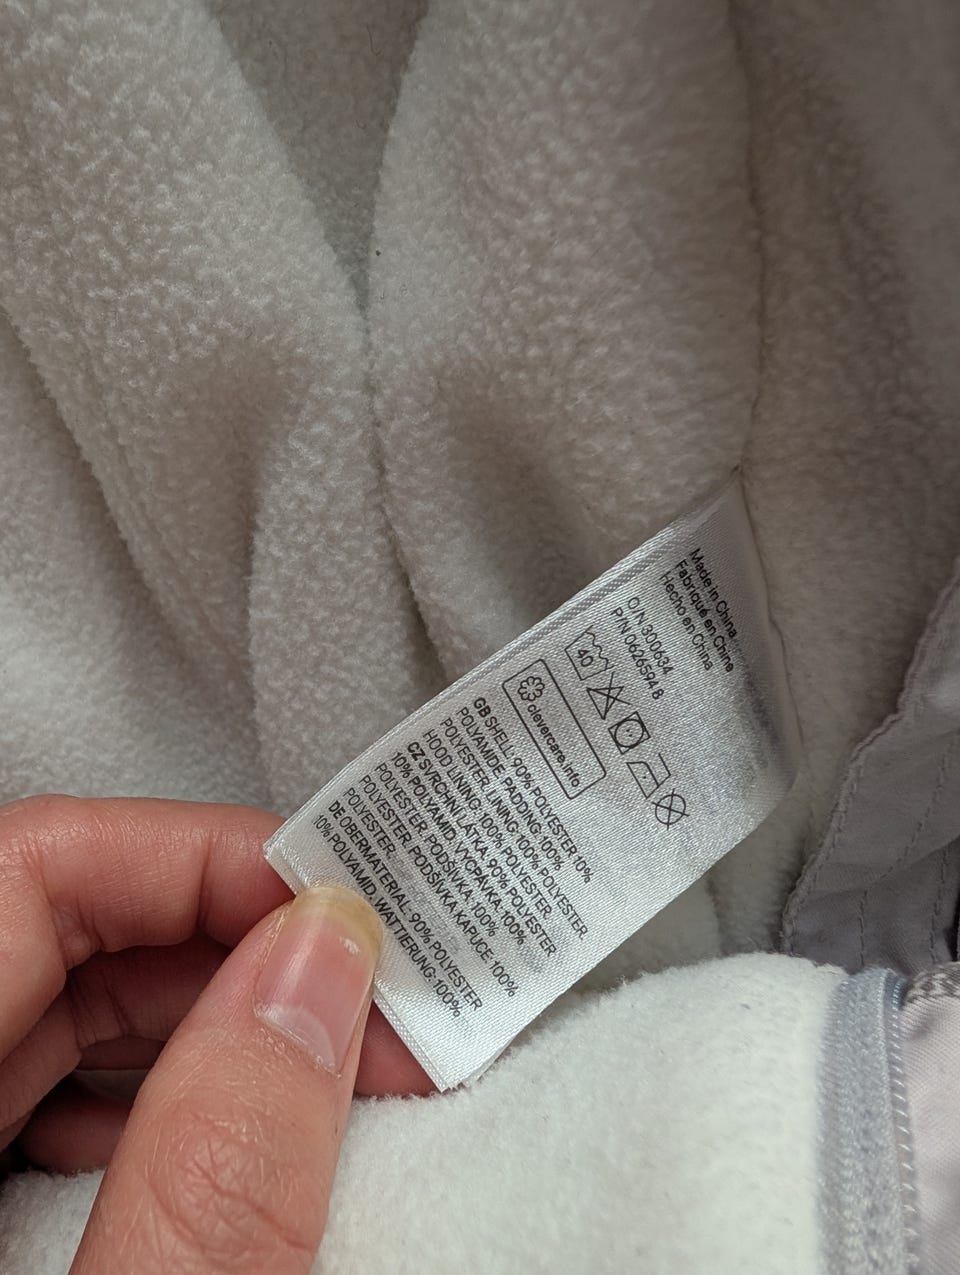 Made in China
Fabriqué en Chine
Hecho en China
O/N 300634
P/N 0626594.8
40
clevercare.info
GB SHELL: 90% POLYESTER 10%
POLYAMIDE PADDING: 100%
POLYESTER. LINING: 100% POLYESTER.
HOOD LINING: 100% POLYESTER.
CZ SVRCHNÍ LÁTKA: 90% POLYESTER
10% POLYAMID. VYCPÁVKA: 100%
POLYESTER. PODŠÍVKA: 100%
POLYESTER. PODŠÍVKA KAPUCE 100%
POLYESTER.
DE OBERMATERIAL: 90% POLYESTER
10% POLYAMID. WATTIERUNG: 100%